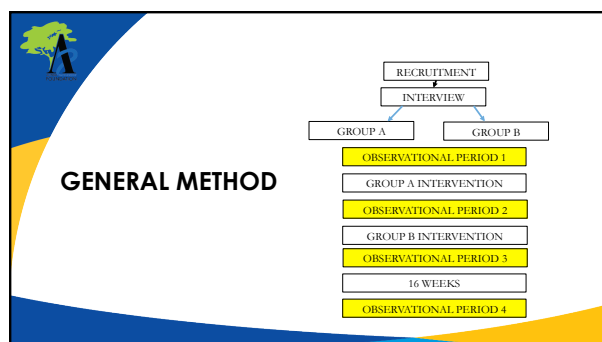 RECRUITMENT
INTERVIEW
GROUP A
GROUP B
GENERAL METHOD
OBSERVATIONAL PERIOD 1
GROUP A INTERVENTION
OBSERVATIONAL PERIOD 2
GROUP B INTERVENTION
OBSERVATIONAL PERIOD 3
16 WEEKS
OBSERVATIONAL PERIOD 4